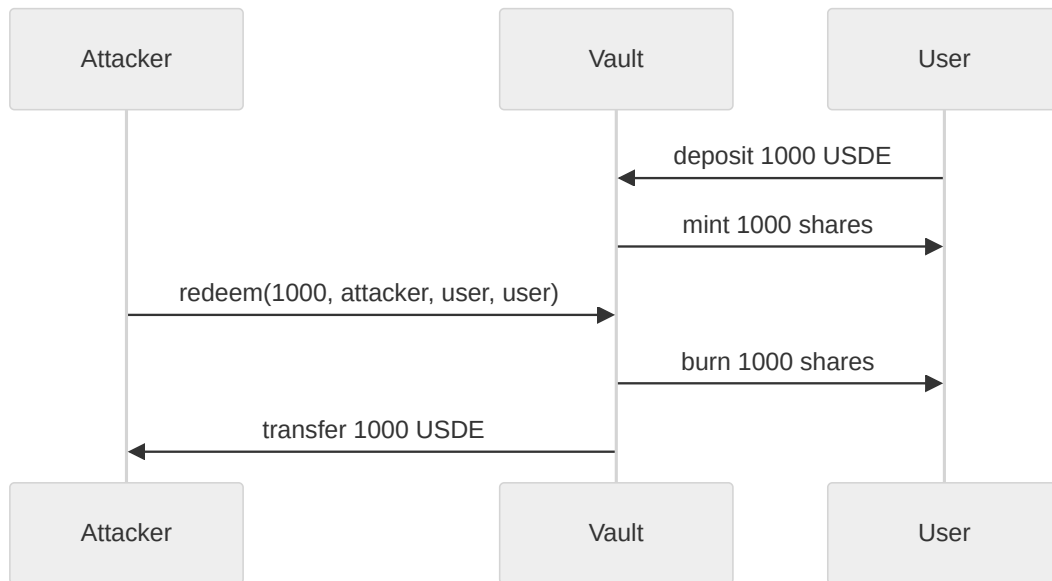 Attacker
Vault
User
deposit 1000 USDE
mint 1000 shares
redeem(1000, attacker, user, user)
burn 1000 shares
transfer 1000 USDE
Attacker
Vault
User